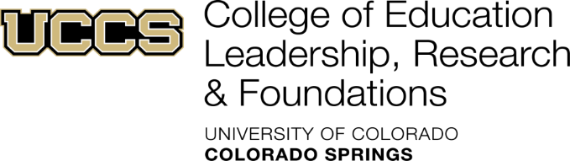 UCCS
College of Education
Leadership, Research
& Foundations
UNIVERSITY OF COLORADO
COLORADO SPRINGS